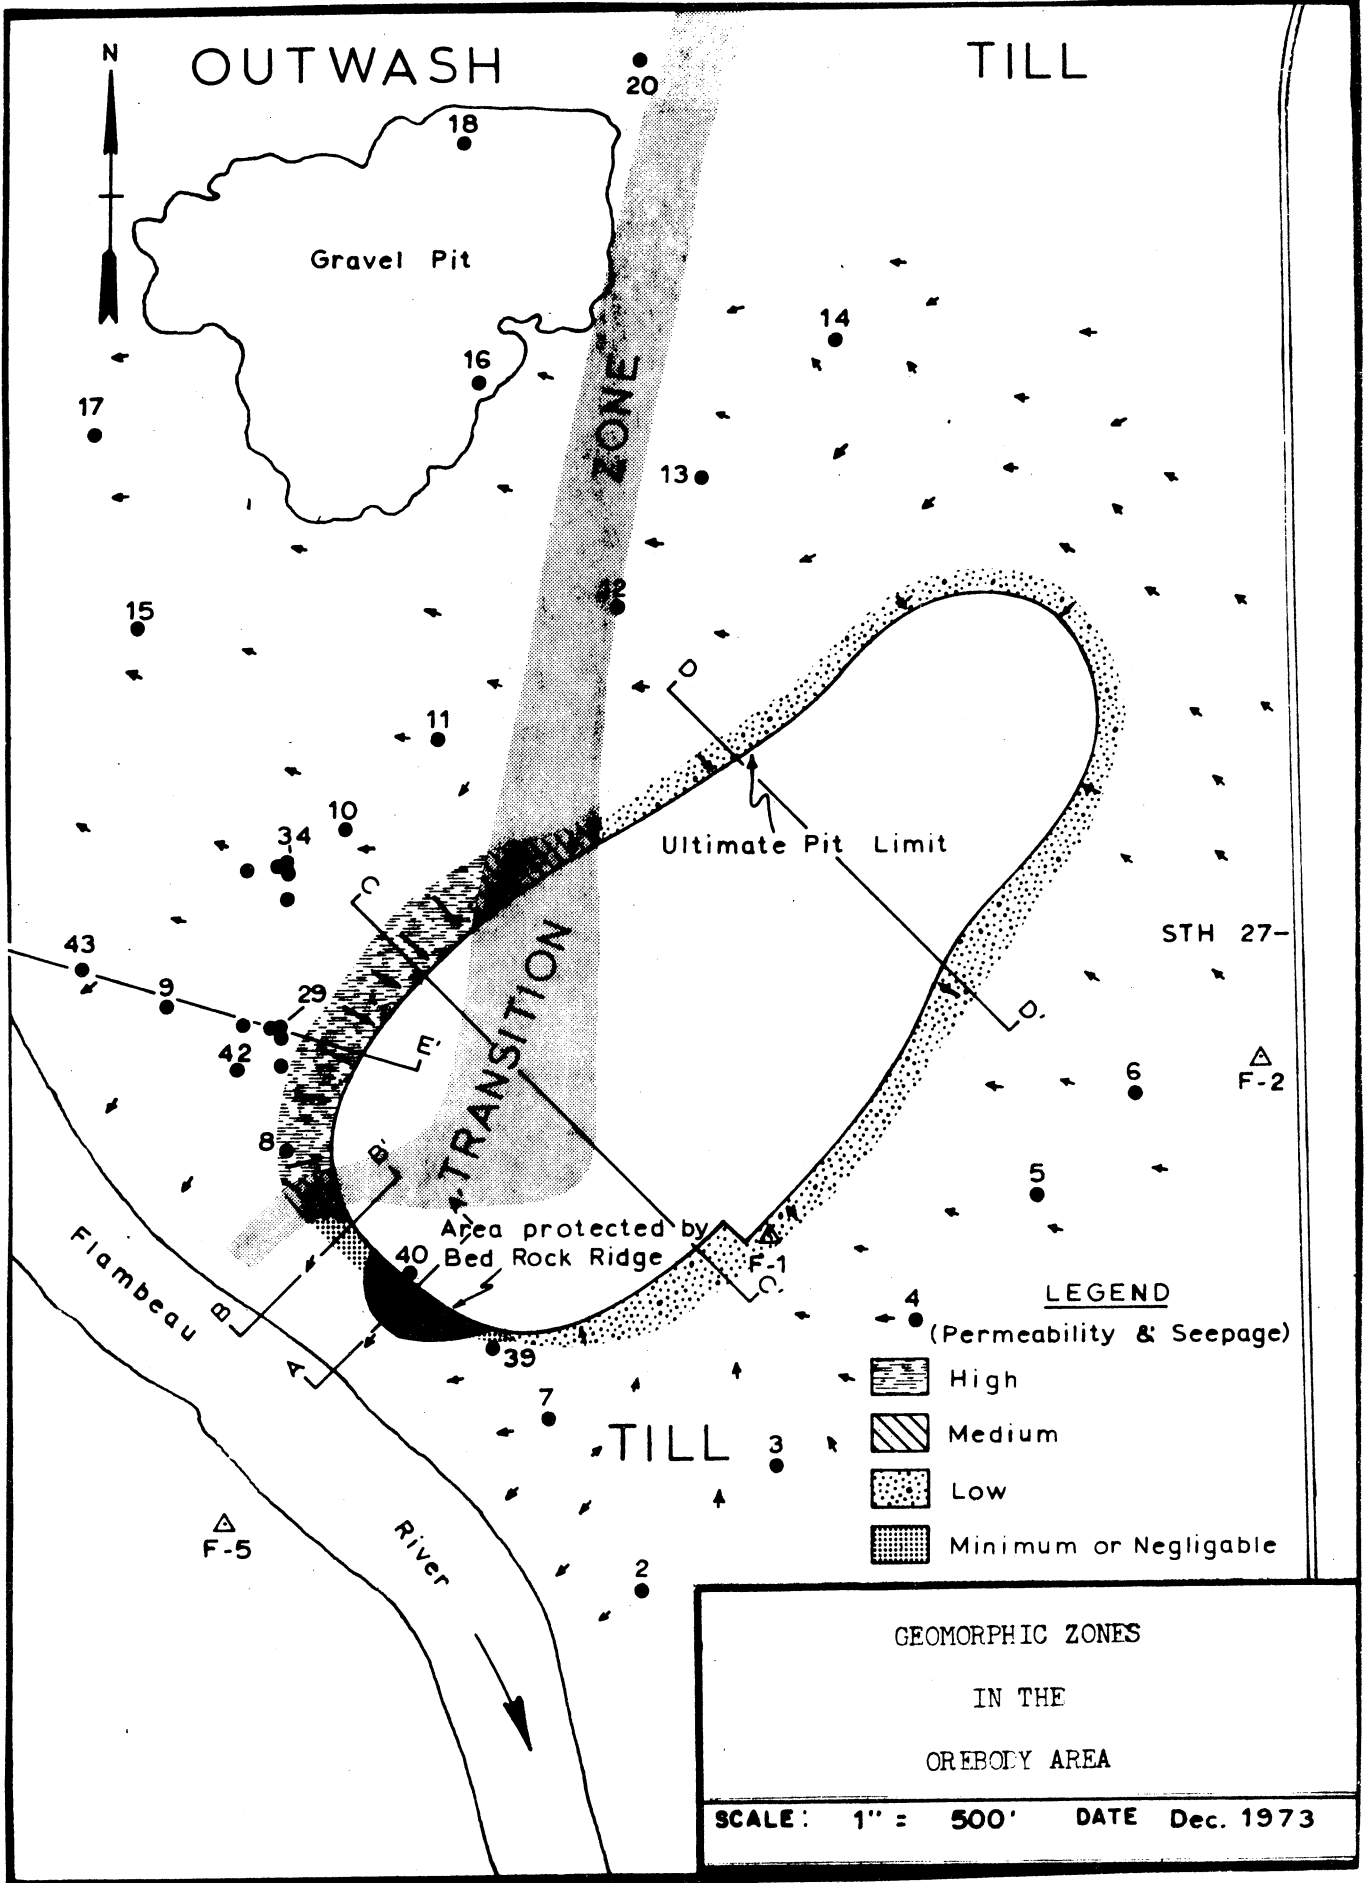 N
OUTWASH
TILL
20
18
Gravel Pit
14
16
17
ZONE
13
12
15
D
11
10
34
Ultimate Pit Limit
C
STH 27
43
9
29
TRANSITION
42
E'
D'
F-2
6
8
B'
5
A'
Area protected by
Bed Rock Ridge
40
F-1
C'
Flambeau
B
A
39
4
LEGEND
(Permeability & Seepage)
High
7
Medium
TILL
3
Low
F-5
River
Minimum or Negligable
2
GEOMORPHIC ZONES
IN THE
OREBODY AREA
SCALE: 1" = 500' DATE Dec. 1973